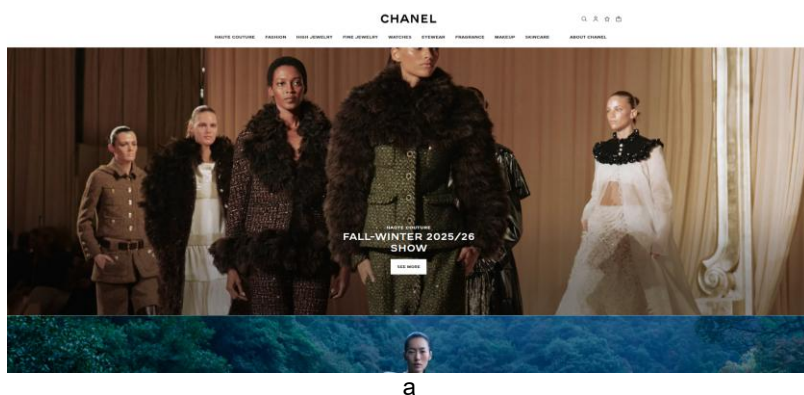 CHANEL
HAUTE COUTURE FASHION HIGH JEWELRY FINE JEWELRY WATCHES EYEWEAR FRAGRANCE MAKEUP SKINCARE ABOUT CHANEL
HAUTE COUTURE
FALL-WINTER 2025/26
SHOW
SEE MORE
a